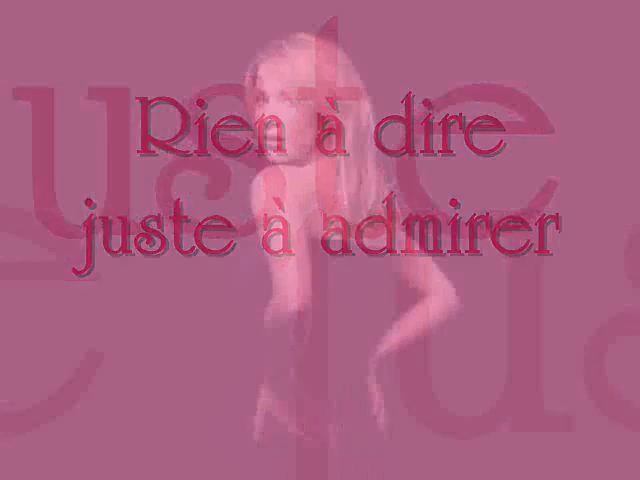 Rien à dire
juste à admirer